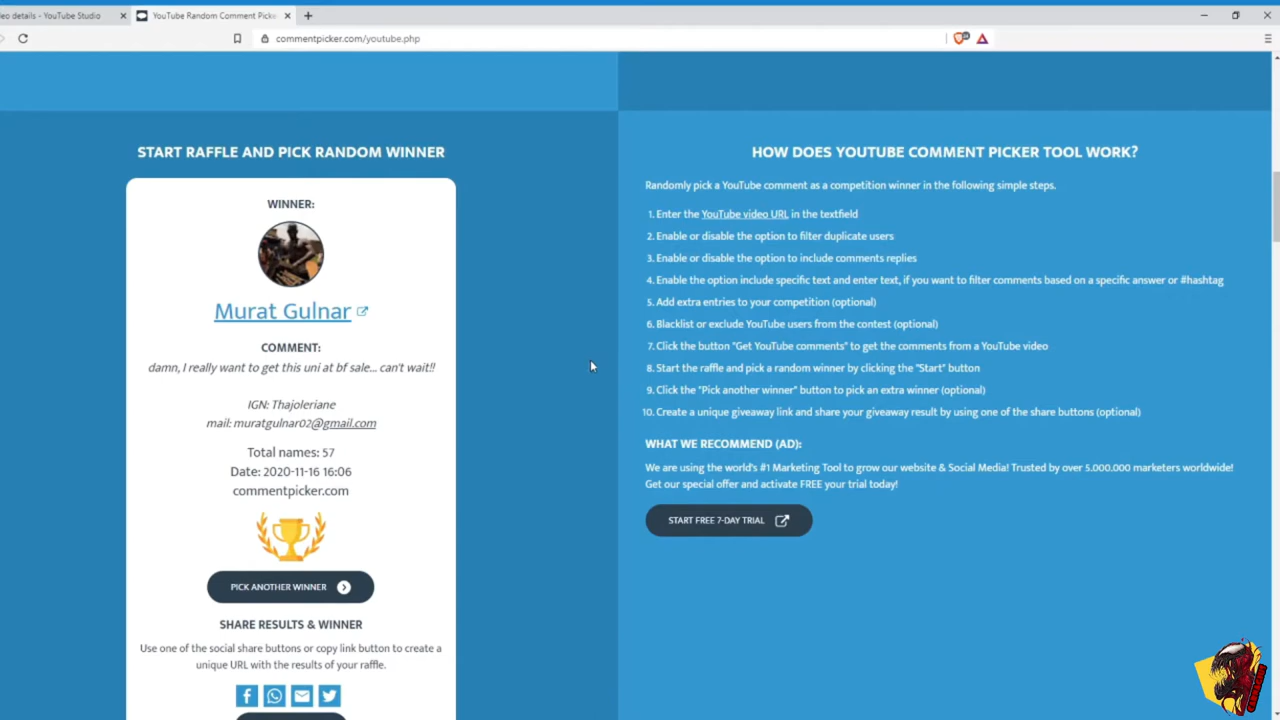 eo details - YouTube Studio
YouTube Random Comment Picke
commentpicker.com/youtube.php
START RAFFLE AND PICK RANDOM WINNER
WINNER:
Murat Gulnar
COMMENT:
damn, I really want to get this uni at bf sale... can't wait!!
IGN: Thajoleriane
mail: muratgulnar02@gmail.com
Total names: 57
Date: 2020-11-16 16:06
commentpicker.com
PICK ANOTHER WINNER
SHARE RESULTS & WINNER
Use one of the social share buttons or copy link button to create a
unique URL with the results of your raffle.
HOW DOES YOUTUBE COMMENT PICKER TOOL WORK?
Randomly pick a YouTube comment as a competition winner in the following simple steps.
1. Enter the YouTube video URL in the textfield
2. Enable or disable the option to filter duplicate users
3. Enable or disable the option to include comments replies
4. Enable the option include specific text and enter text, if you want to filter comments based on a specific answer or #hashtag
5. Add extra entries to your competition (optional)
6. Blacklist or exclude YouTube users from the contest (optional)
7. Click the button "Get YouTube comments" to get the comments from a YouTube video
8. Start the raffle and pick a random winner by clicking the "Start" button
9. Click the "Pick another winner" button to pick an extra winner (optional)
10. Create a unique giveaway link and share your giveaway result by using one of the share buttons (optional)
WHAT WE RECOMMEND (AD):
We are using the world's #1 Marketing Tool to grow our website & Social Media! Trusted by over 5.000.000 marketers worldwide!
Get our special offer and activate FREE your trial today!
START FREE 7-DAY TRIAL